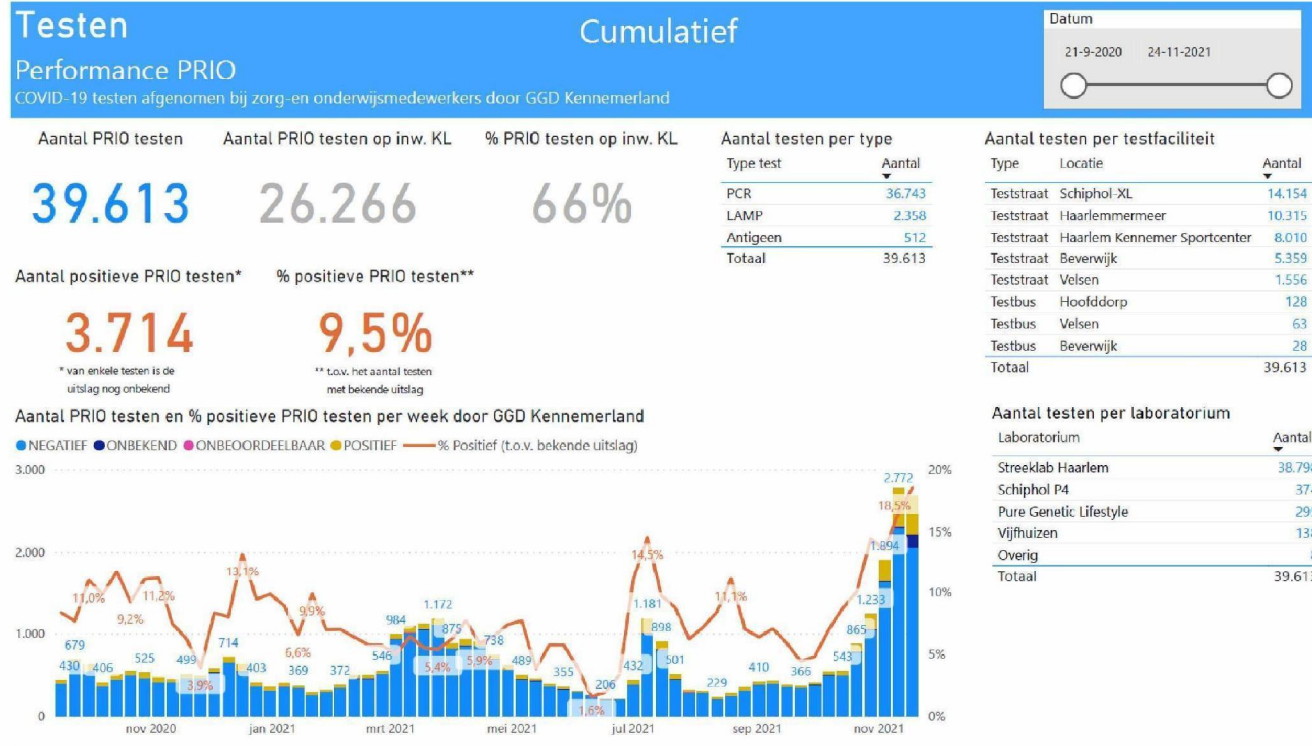 Testen
Cumulatief
Performance PRIO
COVID-19 testen afgenomen bij zorg-en onderwijsmedewerkers door GGD Kennemerland
Datum
21-9-2020 24-11-2021
Aantal PRIO testen
39.613
Aantal PRIO testen op inw. KL
26.266
% PRIO testen op inw. KL
66%
Aantal positieve PRIO testen*
3.714
* van enkele testen is de
uitslag nog onbekend
% positieve PRIO testen**
9,5%
** t.o.v. het aantal testen
met bekende uitslag
Aantal testen per type
Type test Aantal
PCR 36.743
LAMP 2.358
Antigeen 512
Totaal 39.613
Aantal testen per testfaciliteit
Type Locatie Aantal
Teststraat Schiphol-XL 14.154
Teststraat Haarlemmermeer 10.315
Teststraat Haarlem Kennemer Sportcenter 8.010
Teststraat Beverwijk 5.359
Teststraat Velsen 1.556
Testbus Hoofddorp 128
Testbus Velsen 63
Testbus Beverwijk 28
Totaal 39.613
Aantal testen per laboratorium
Laboratorium Aantal
Streeklab Haarlem
Schiphol P4
Pure Genetic Lifestyle
Vijfhuizen
Overig
Totaal
Aantal PRIO testen en % positieve PRIO testen per week door GGD Kennemerland
NEGATIEF ONBEKEND ONBEOORDEELBAAR POSITIEF % Positief (t.o.v. bekende uitslag)
3.000 20%
2.000 15%
1.000 10%
5%
0 0%
430 679 406 525 499 714 403 369 372 546 984 1.172 875 738 489 355 206 432 1.181 898 501 229 410 366 543 865 1.233 1.894 2.772
11,0% 9,2% 11,2% 3,9% 13,1% 6,6% 9,9% 5,4% 5,9% 1,6% 14,5% 11,1% 18,5%
nov 2020 jan 2021 mrt 2021 mei 2021 jul 2021 sep 2021 nov 2021